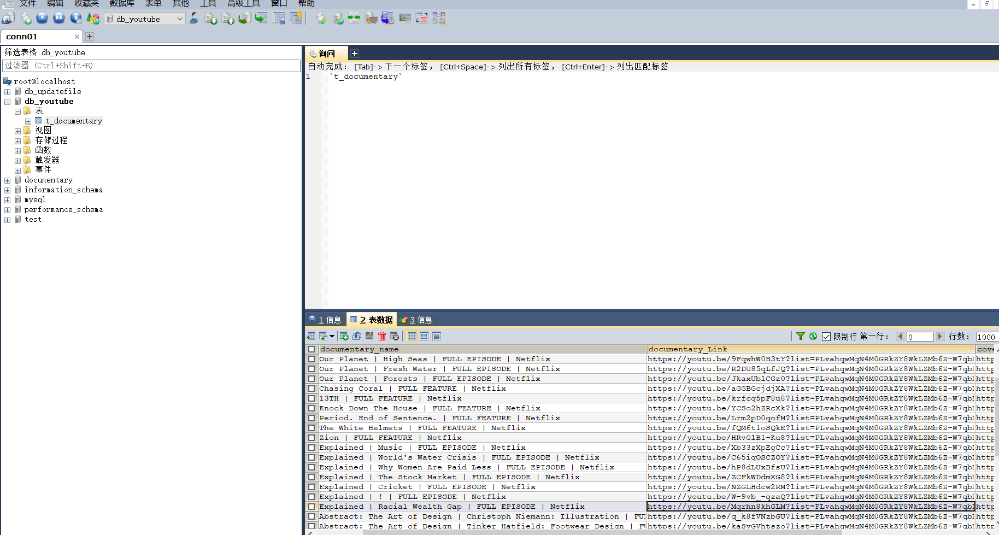 文件 编辑 收藏夹 数据库 表单 其他 工具 高级工具 窗口 帮助
db_youtube
conn01
筛选表格 db_youtube
过滤器 (Ctrl+Shift+B)
root@localhost
db_updatefile
db_youtube
表
t_documentary
视图
存储过程
函数
触发器
事件
documentary
information_schema
mysql
performance_schema
test
询问
自动完成： [Tab]-> 下一个标签， [Ctrl+Space]-> 列出所有标签， [Ctrl+Enter]-> 列出匹配标签
1 `t_documentary`
1 信息 2 表数据 3 信息
限制行 第一行： 0 行数： 1000
documentary_name documentary_Link cove
Our Planet | High Seas | FULL EPISODE | Netflix https://youtu.be/9FqwhW0B3tY?list=PLvahqwMqN4M0GRkZY8WkLZMb6Z-W7qb http
Our Planet | Fresh Water | FULL EPISODE | Netflix https://youtu.be/R2DU85qLfJQ?list=PLvahqwMqN4M0GRkZY8WkLZMb6Z-W7qb http
Our Planet | Forests | FULL EPISODE | Netflix https://youtu.be/JkaxUblCGz0?list=PLvahqwMqN4M0GRkZY8WkLZMb6Z-W7qb http
Chasing Coral | FULL FEATURE | Netflix https://youtu.be/aGGBGcjdjXA?list=PLvahqwMqN4M0GRkZY8WkLZMb6Z-W7qb http
13TH | FULL FEATURE | Netflix https://youtu.be/krfcq5pF8u8?list=PLvahqwMqN4M0GRkZY8WkLZMb6Z-W7qb http
Knock Down The House | FULL FEATURE | Netflix https://youtu.be/YCSo2hZRcXk?list=PLvahqwMqN4M0GRkZY8WkLZMb6Z-W7qb http
Period. End of Sentence. | FULL FEATURE | Netflix https://youtu.be/Lrm2pD0qofM?list=PLvahqwMqN4M0GRkZY8WkLZMb6Z-W7qb http
The White Helmets | FULL FEATURE | Netflix https://youtu.be/fQM6t1oSQkE?list=PLvahqwMqN4M0GRkZY8WkLZMb6Z-W7qb http
Zion | FULL FEATURE | Netflix https://youtu.be/HRvGlB1-Ku8?list=PLvahqwMqN4M0GRkZY8WkLZMb6Z-W7qb http
Explained | Music | FULL EPISODE | Netflix https://youtu.be/Xb33zXpEgCc?list=PLvahqwMqN4M0GRkZY8WkLZMb6Z-W7qb http
Explained | World's Water Crisis | FULL EPISODE | Netflix https://youtu.be/C65iqOSCZOY?list=PLvahqwMqN4M0GRkZY8WkLZMb6Z-W7qb http
Explained | Why Women Are Paid Less | FULL EPISODE | Netflix https://youtu.be/hP8dLUxBfsU?list=PLvahqwMqN4M0GRkZY8WkLZMb6Z-W7qb http
Explained | The Stock Market | FULL EPISODE | Netflix https://youtu.be/ZCFkWDdmXG8?list=PLvahqwMqN4M0GRkZY8WkLZMb6Z-W7qb http
Explained | Cricket | FULL EPISODE | Netflix https://youtu.be/NZGLHdcw2RM?list=PLvahqwMqN4M0GRkZY8WkLZMb6Z-W7qb http
Explained | ! | FULL EPISODE | Netflix https://youtu.be/W-9vb_-qzaQ?list=PLvahqwMqN4M0GRkZY8WkLZMb6Z-W7qb http
Explained | Racial Wealth Gap | FULL EPISODE | Netflix https://youtu.be/Mqrhn8khGLM?list=PLvahqwMqN4M0GRkZY8WkLZMb6Z-W7qb http
Abstract: The Art of Design | Christoph Niemann: Illustration | FU https://youtu.be/q_k8fVNzbGU?list=PLvahqwMqN4M0GRkZY8WkLZMb6Z-W7qb http
Abstract: The Art of Design | Tinker Hatfield: Footwear Design | F https://youtu.be/kaSvGVhtszo?list=PLvahqwMqN4M0GRkZY8WkLZMb6Z-W7qb http